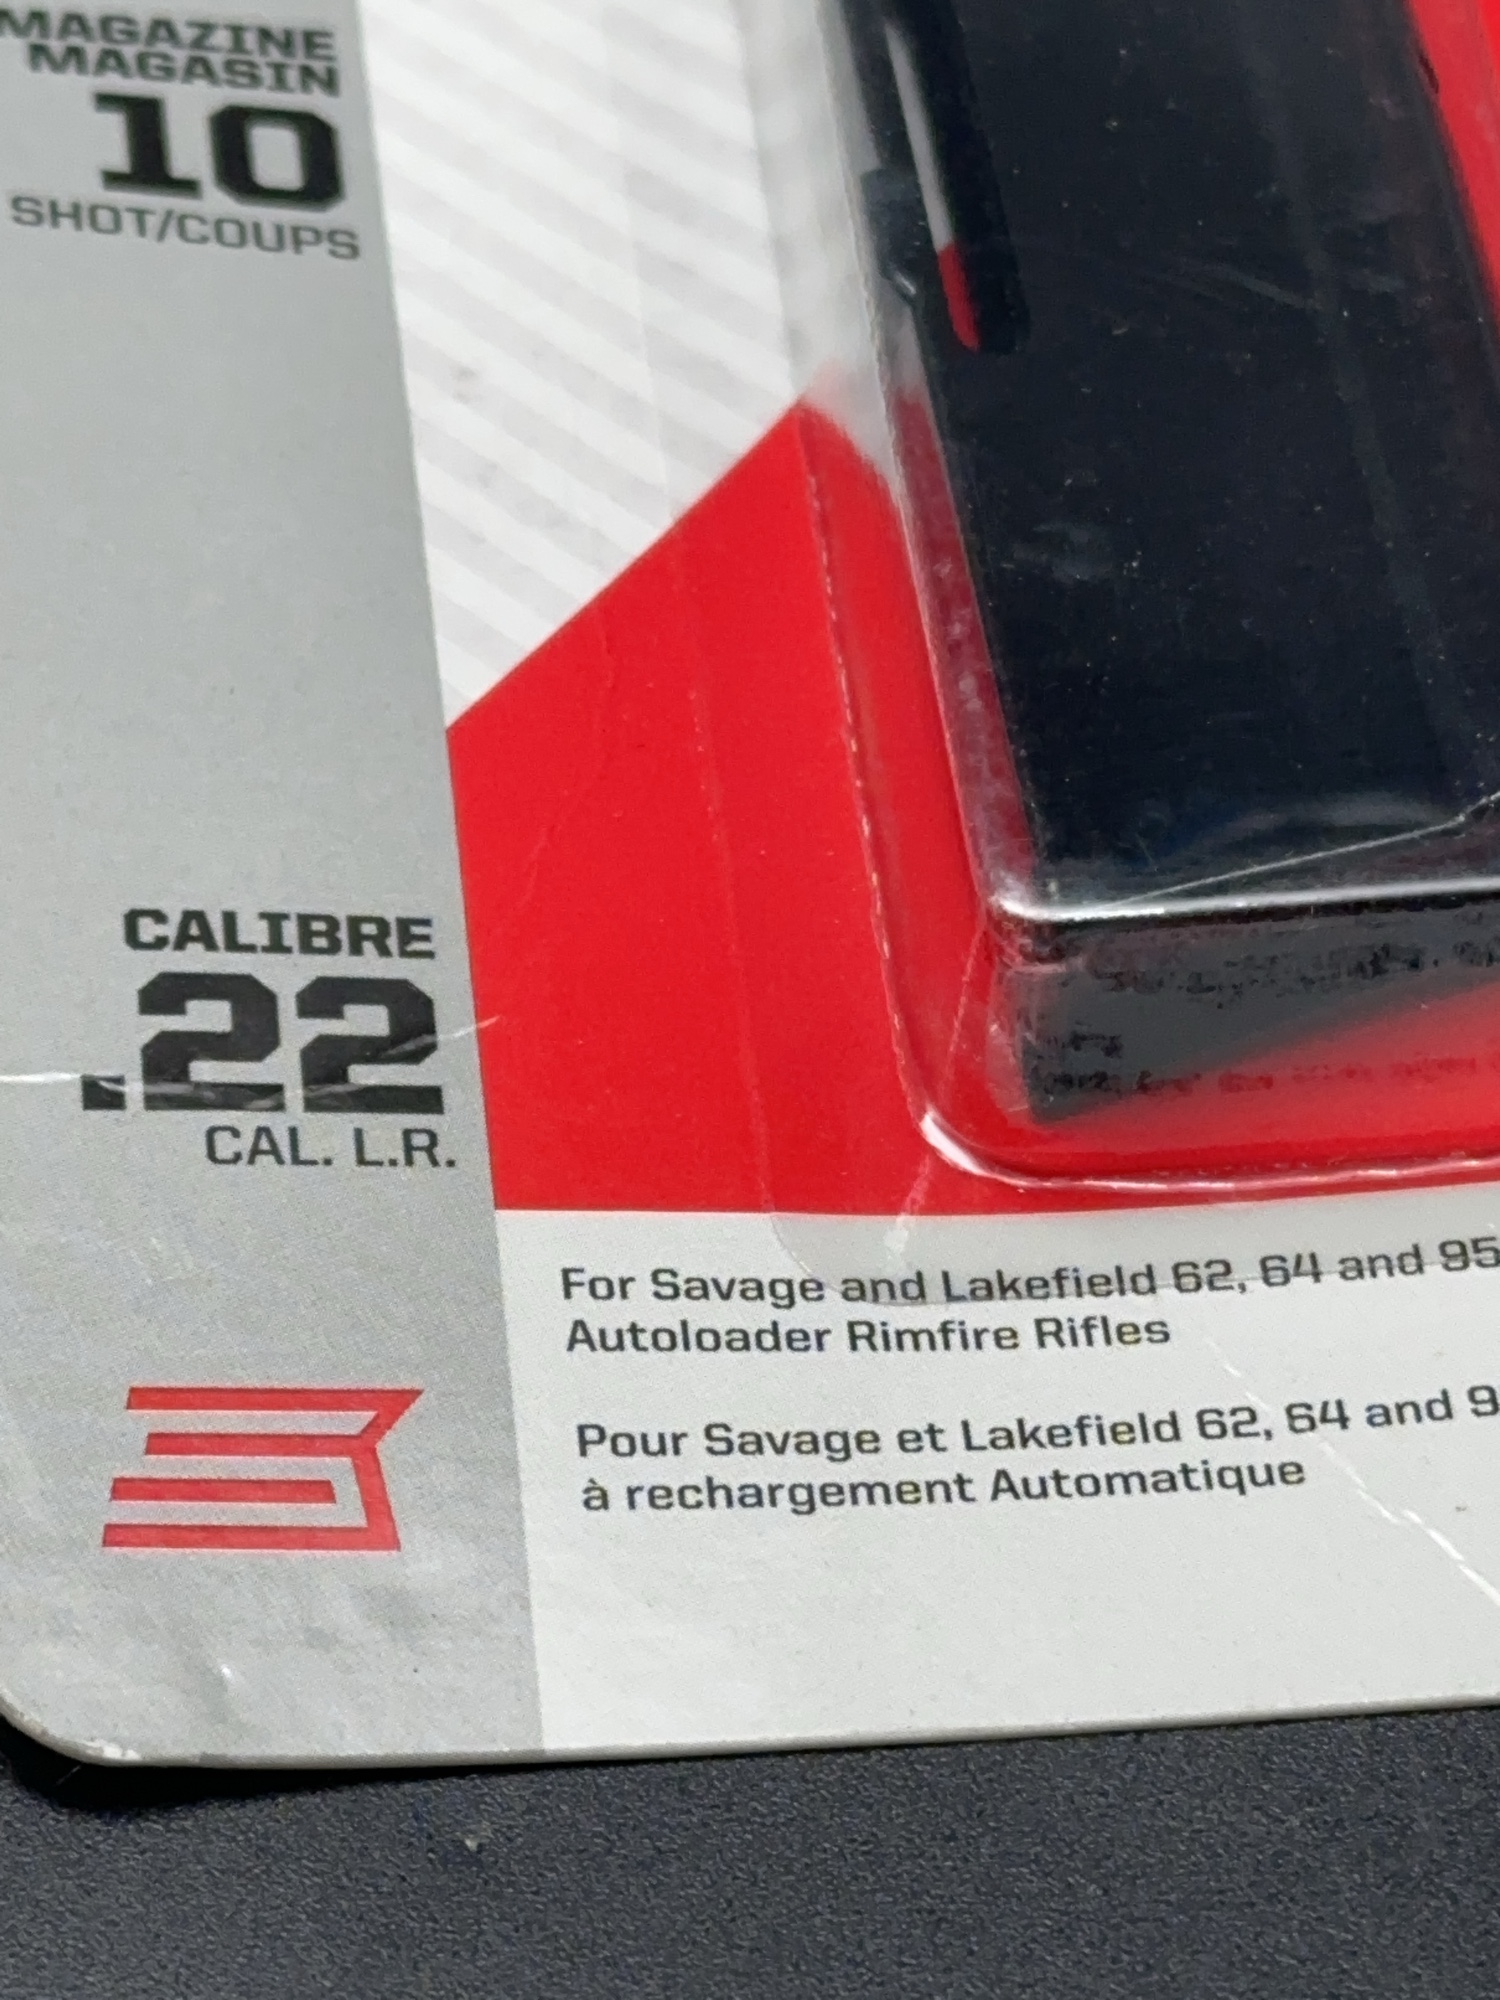 MAGAZINE
MAGASIN
10
SHOT/COUPS
CALIBRE
.22
CAL. L.R.
For Savage and Lakefield 62, 64 and 95
Autoloader Rimfire Rifles
Pour Savage et Lakefield 62, 64 and 9
à rechargement Automatique